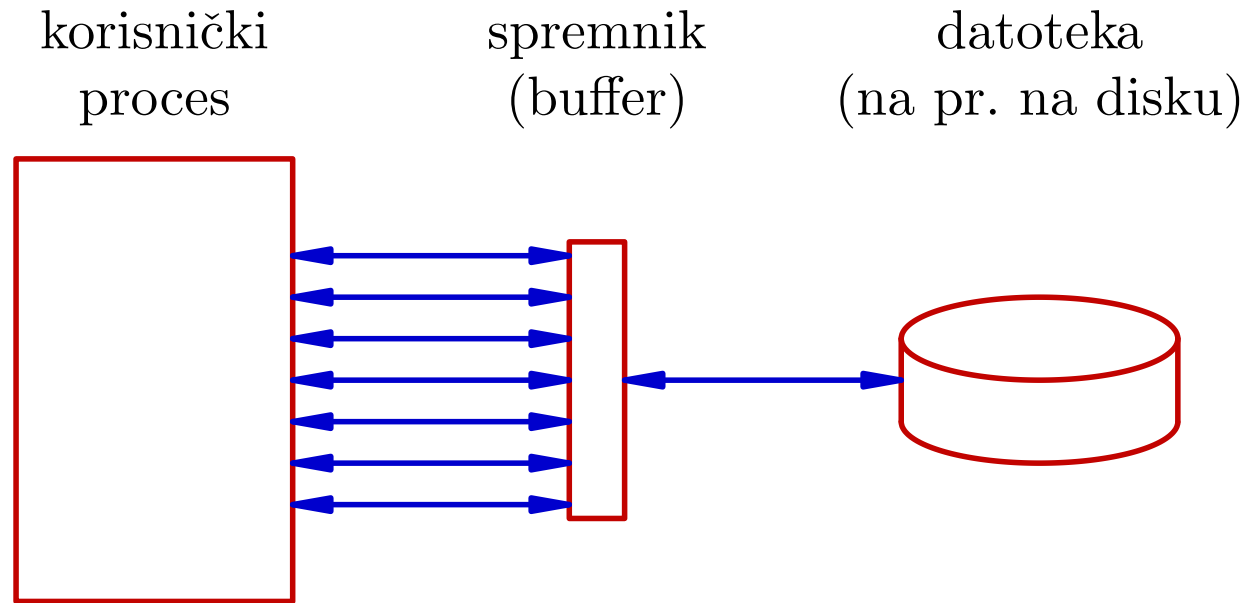 korisnički
proces
spremnik
(buffer)
datoteka
(na pr. na disku)